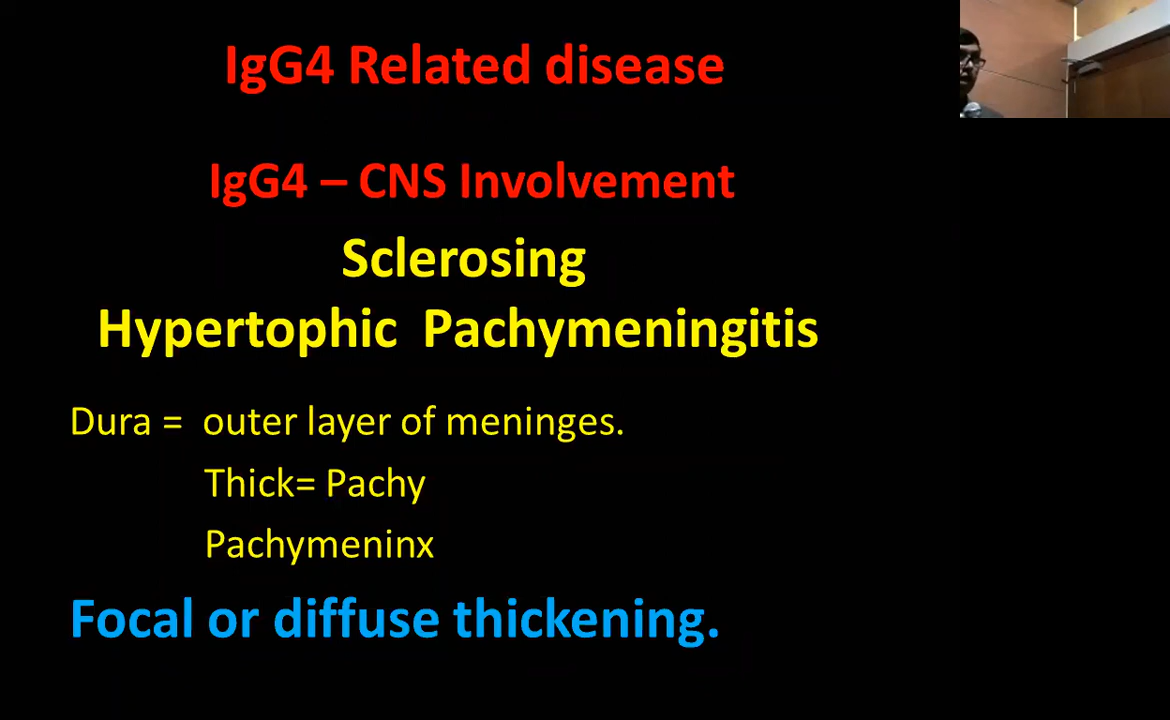 IgG4 Related disease
IgG4 – CNS Involvement
Sclerosing
Hypertophic Pachymeningitis
Dura = outer layer of meninges.
Thick= Pachy
Pachymeninx
Focal or diffuse thickening.